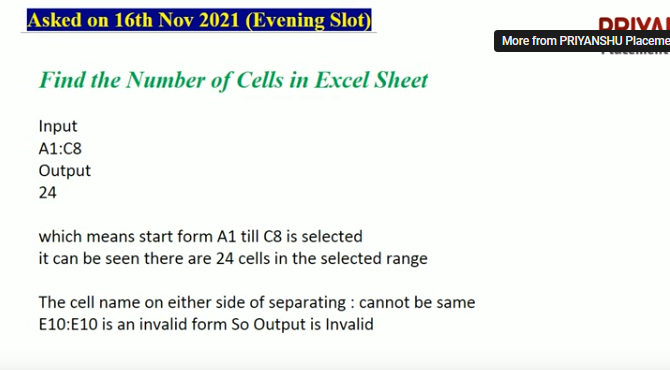 Asked on 16th Nov 2021 (Evening Slot)
More from PRIYANSHU Placeme
Find the Number of Cells in Excel Sheet
Input
A1:C8
Output
24
which means start form A1 till C8 is selected
it can be seen there are 24 cells in the selected range
The cell name on either side of separating : cannot be same
E10:E10 is an invalid form So Output is Invalid